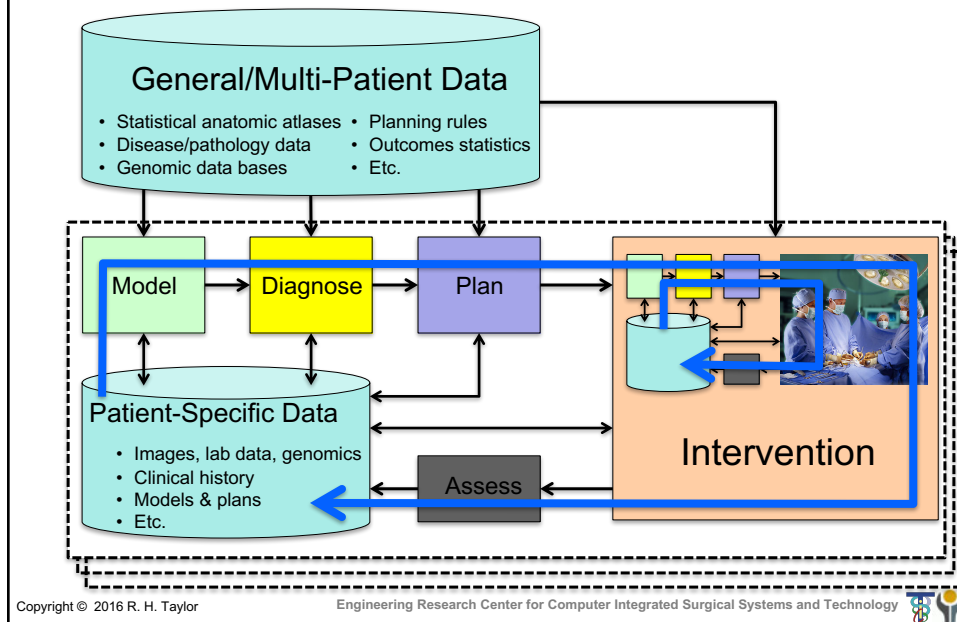 General/Multi-Patient Data
• Statistical anatomic atlases
• Disease/pathology data
• Genomic data bases
• Planning rules
• Outcomes statistics
• Etc.
Model
Diagnose
Plan
Patient-Specific Data
• Images, lab data, genomics
• Clinical history
• Models & plans
• Etc.
Assess
Intervention
Copyright © 2016 R. H. Taylor
Engineering Research Center for Computer Integrated Surgical Systems and Technology